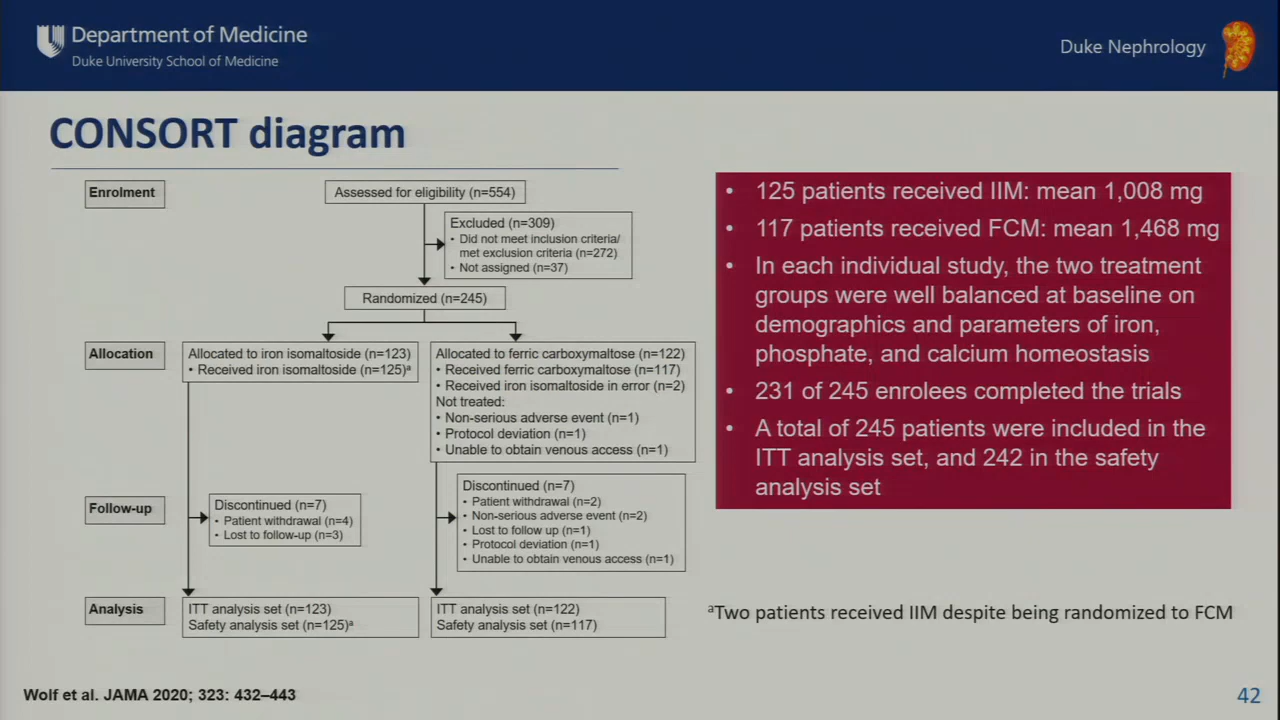 Department of Medicine
Duke University School of Medicine
Duke Nephrology
CONSORT diagram
Enrolment
Assessed for eligibility (n=554)
Excluded (n=309)
• Did not meet inclusion criteria/
met exclusion criteria (n=272)
• Not assigned (n=37)
Randomized (n=245)
Allocation
Allocated to iron isomaltoside (n=123)
• Received iron isomaltoside (n=125)ᵃ
Allocated to ferric carboxymaltose (n=122)
• Received ferric carboxymaltose (n=117)
• Received iron isomaltoside in error (n=2)
Not treated:
• Non-serious adverse event (n=1)
• Protocol deviation (n=1)
• Unable to obtain venous access (n=1)
Follow-up
Discontinued (n=7)
• Patient withdrawal (n=4)
• Lost to follow-up (n=3)
Discontinued (n=7)
• Patient withdrawal (n=2)
• Non-serious adverse event (n=2)
• Lost to follow up (n=1)
• Protocol deviation (n=1)
• Unable to obtain venous access (n=1)
Analysis
ITT analysis set (n=123)
Safety analysis set (n=125)ᵃ
ITT analysis set (n=122)
Safety analysis set (n=117)
• 125 patients received IIM: mean 1,008 mg
• 117 patients received FCM: mean 1,468 mg
• In each individual study, the two treatment
groups were well balanced at baseline on
demographics and parameters of iron,
phosphate, and calcium homeostasis
• 231 of 245 enrolees completed the trials
• A total of 245 patients were included in the
ITT analysis set, and 242 in the safety
analysis set
ᵃTwo patients received IIM despite being randomized to FCM
Wolf et al. JAMA 2020; 323: 432–443
42